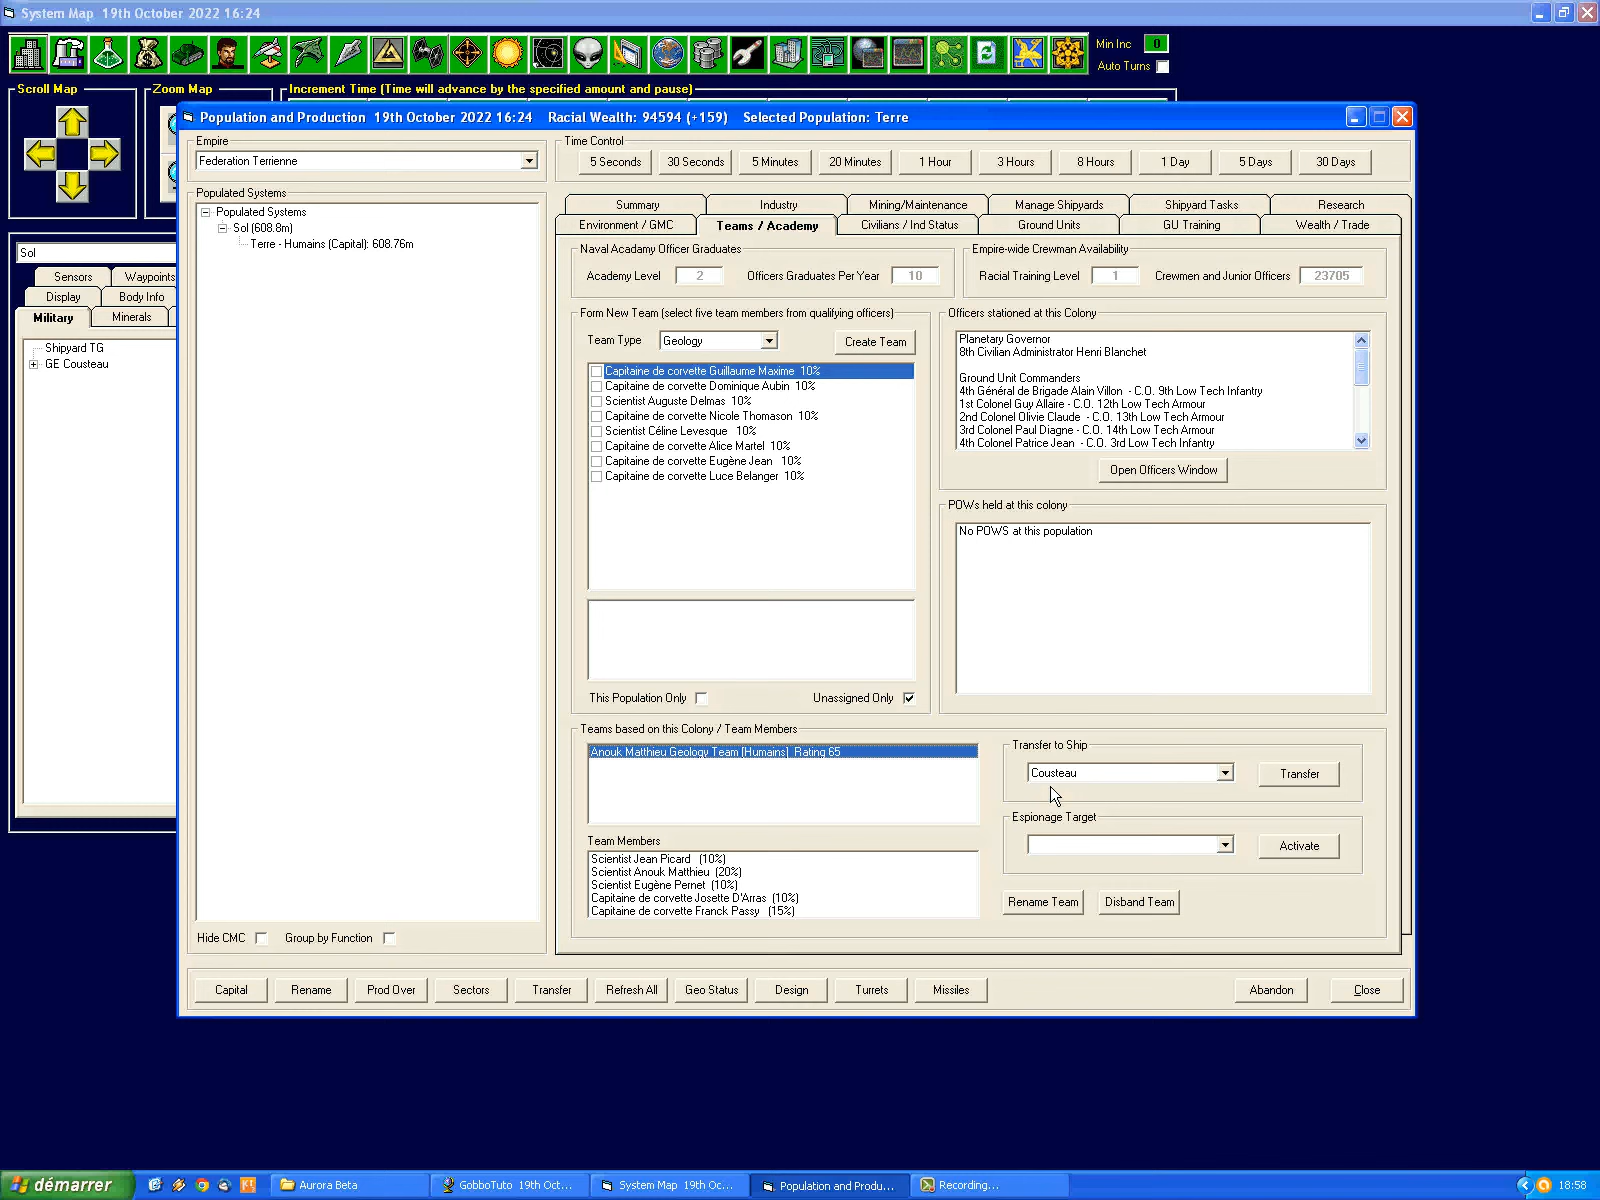 System Map 19th October 2022 16:24
Min Inc 0
Auto Turns
Scroll Map
Zoom Map
Increment Time (Time will advance by the specified amount and pause)
Population and Production 19th October 2022 16:24 Racial Wealth: 94594 (+159) Selected Population: Terre
Empire
Federation Terrienne
Time Control
5 Seconds
30 Seconds
5 Minutes
20 Minutes
1 Hour
3 Hours
8 Hours
1 Day
5 Days
30 Days
Populated Systems
Populated Systems
Sol (608.8m)
Terre - Humains (Capital): 608.76m
Summary
Industry
Mining/Maintenance
Manage Shipyards
Shipyard Tasks
Research
Environment / GMC
Teams / Academy
Civilians / Ind Status
Ground Units
GU Training
Wealth / Trade
Sol
Sensors
Waypoints
Display
Body Info
Military
Minerals
Shipyard TG
GE Cousteau
Naval Acadamy Officer Graduates
Academy Level 2
Officers Graduates Per Year 10
Empire-wide Crewman Availability
Racial Training Level 1
Crewmen and Junior Officers 23705
Form New Team (select five team members from qualifying officers)
Team Type Geology
Create Team
Capitaine de corvette Guillaume Maxime 10%
Capitaine de corvette Dominique Aubin 10%
Scientist Auguste Delmas 10%
Capitaine de corvette Nicole Thomason 10%
Scientist Céline Levesque 10%
Capitaine de corvette Alice Martel 10%
Capitaine de corvette Eugène Jean 10%
Capitaine de corvette Luce Belanger 10%
This Population Only
Unassigned Only
Officers stationed at this Colony
Planetary Governor
8th Civilian Administrator Henri Blanchet
Ground Unit Commanders
4th Général de Brigade Alain Villon - C.O. 9th Low Tech Infantry
1st Colonel Guy Allaire - C.O. 12th Low Tech Armour
2nd Colonel Olivie Claude - C.O. 13th Low Tech Armour
3rd Colonel Paul Diagne - C.O. 14th Low Tech Armour
4th Colonel Patrice Jean - C.O. 3rd Low Tech Infantry
Open Officers Window
POWs held at this colony
No POWS at this population
Teams based on this Colony / Team Members
Anouk Matthieu Geology Team (Humains) Rating 65
Team Members
Scientist Jean Picard (10%)
Scientist Anouk Matthieu (20%)
Scientist Eugène Pernet (10%)
Capitaine de corvette Josette D'Arras (10%)
Capitaine de corvette Franck Passy (15%)
Transfer to Ship
Cousteau
Transfer
Espionage Target
Activate
Rename Team
Disband Team
Hide CMC
Group by Function
Capital
Rename
Prod Over
Sectors
Transfer
Refresh All
Geo Status
Design
Turrets
Missiles
Abandon
Close
démarrer
Aurora Beta
GobboTuto 19th Oct...
System Map 19th Oc...
Population and Produ...
Recording...
18:58